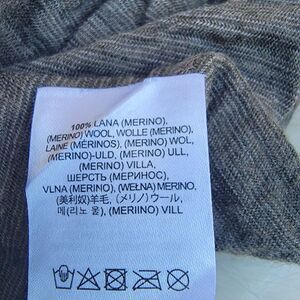 100% LANA (MERINO),
(MERINO) WOOL, WOLLE (MERINO),
LAINE (MÉRINOS), (MERINO) WOL,
(MERINO)-ULD, (MERINO) ULL,
(MERINO) VILLA,
ШЕРСТЬ (МЕРИНОС),
VLNA (MERINO), (WEŁNA) MERINO,
(美利奴)羊毛, (メリノ) ウール,
메(리노 울), (MERIINO) VILL